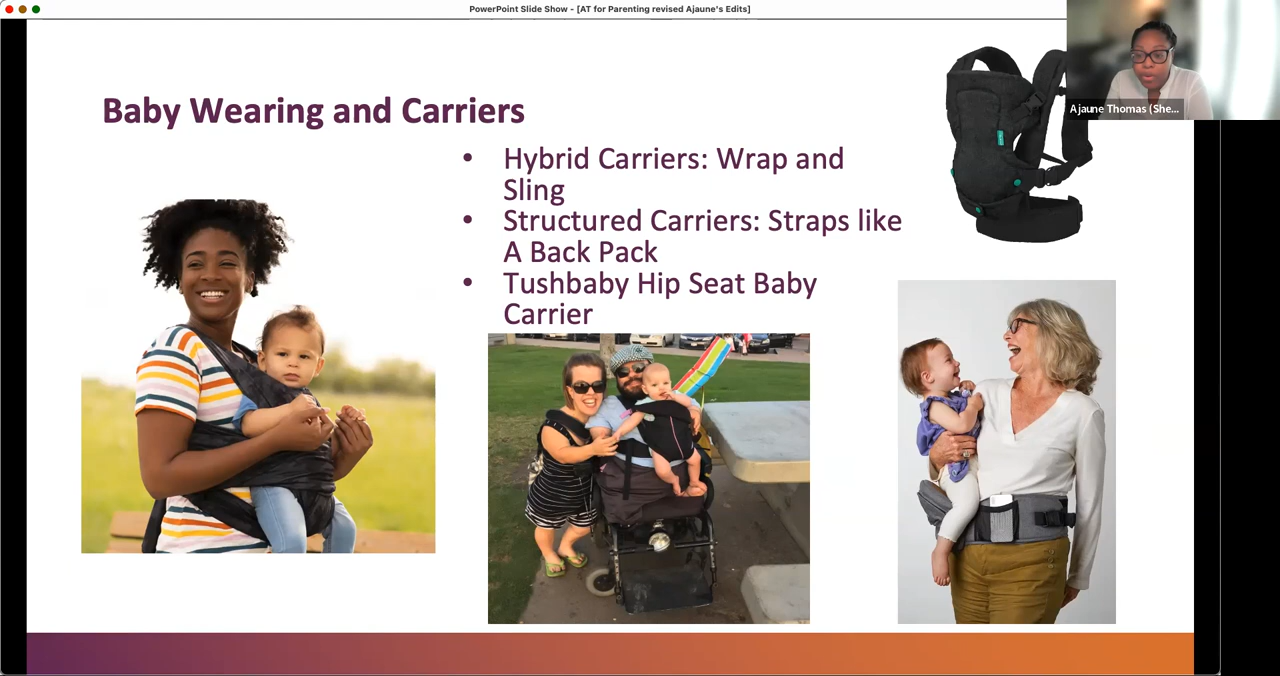 PowerPoint Slide Show - [AT for Parenting revised Ajaune's Edits]
Ajaune Thomas (She...
Baby Wearing and Carriers
• Hybrid Carriers: Wrap and
Sling
• Structured Carriers: Straps like
A Back Pack
• Tushbaby Hip Seat Baby
Carrier